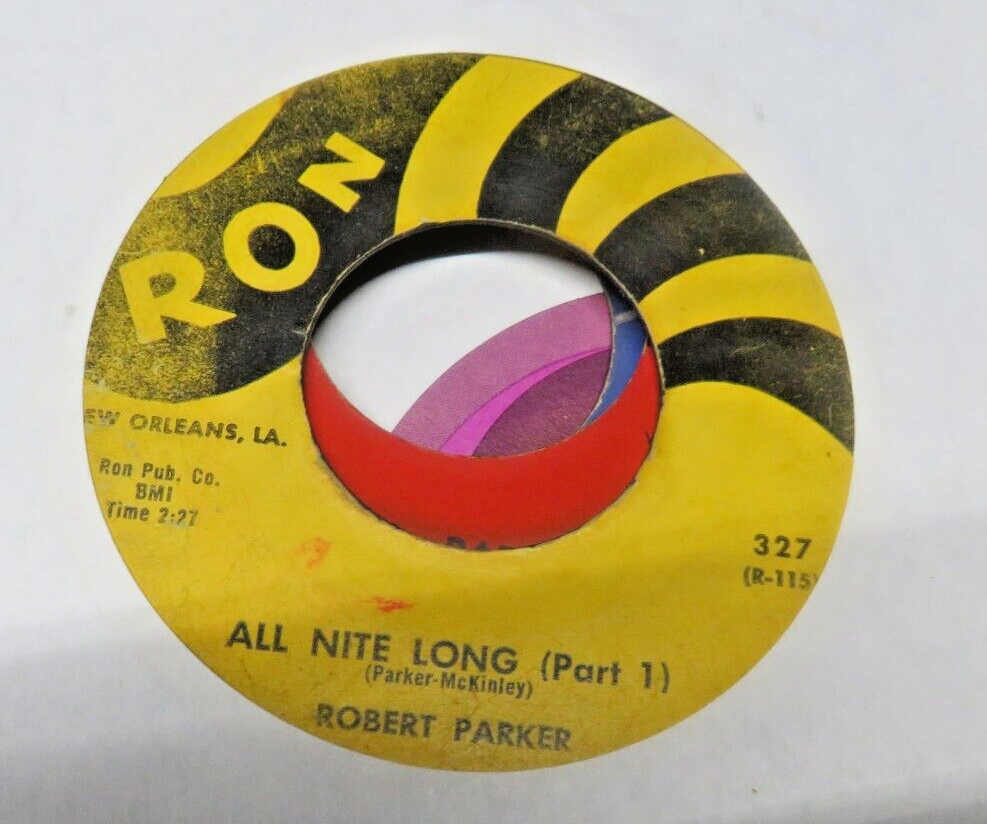 RON
EW ORLEANS, LA.
Ron Pub. Co.
BMI
Time 2:27
327
(R-115)
ALL NITE LONG (Part 1)
(Parker-McKinley)
ROBERT PARKER